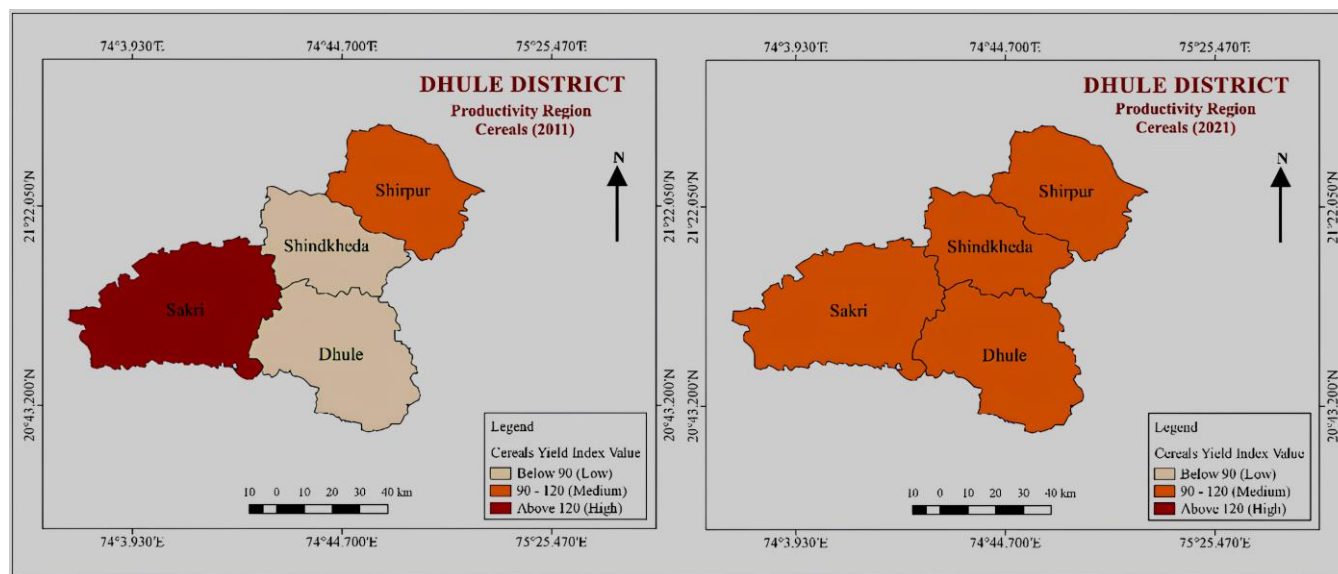 74°3.930'E 74°44.700'E 75°25.470'E
DHULE DISTRICT
Productivity Region
Cereals (2011)
N
21°22.050'N
21°22.050'N
Shirpur
Shindkheda
Sakri
Dhule
20°43.200'N
20°43.200'N
Legend
Cereals Yield Index Value
Below 90 (Low)
90 - 120 (Medium)
Above 120 (High)
10 0 10 20 30 40 km
74°3.930'E 74°44.700'E 75°25.470'E
74°3.930'E 74°44.700'E 75°25.470'E
DHULE DISTRICT
Productivity Region
Cereals (2021)
N
21°22.050'N
21°22.050'N
Shirpur
Shindkheda
Sakri
Dhule
20°43.200'N
20°43.200'N
Legend
Cereals Yield Index Value
Below 90 (Low)
90 - 120 (Medium)
Above 120 (High)
10 0 10 20 30 40 km
74°3.930'E 74°44.700'E 75°25.470'E